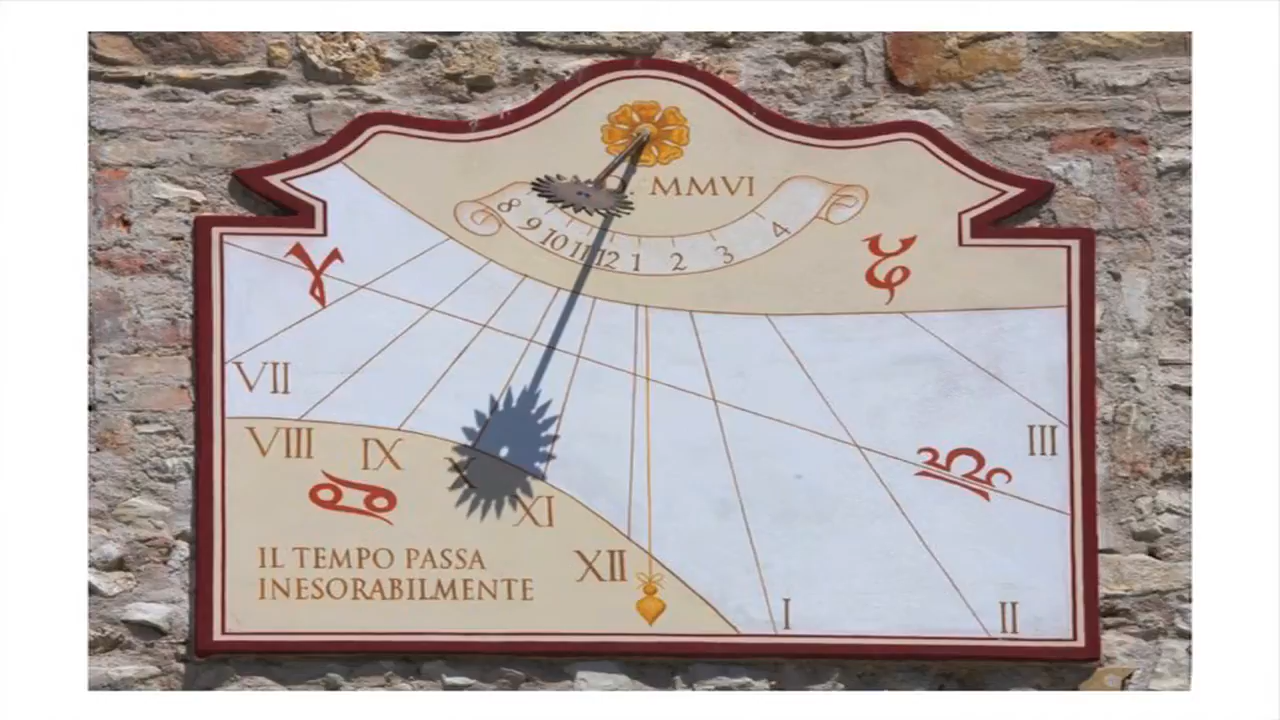 O. MMVI
8 9 10 11 12 1 2 3 4
VII
VIII IX X XI XII I II III
IL TEMPO PASSA
INESORABILMENTE